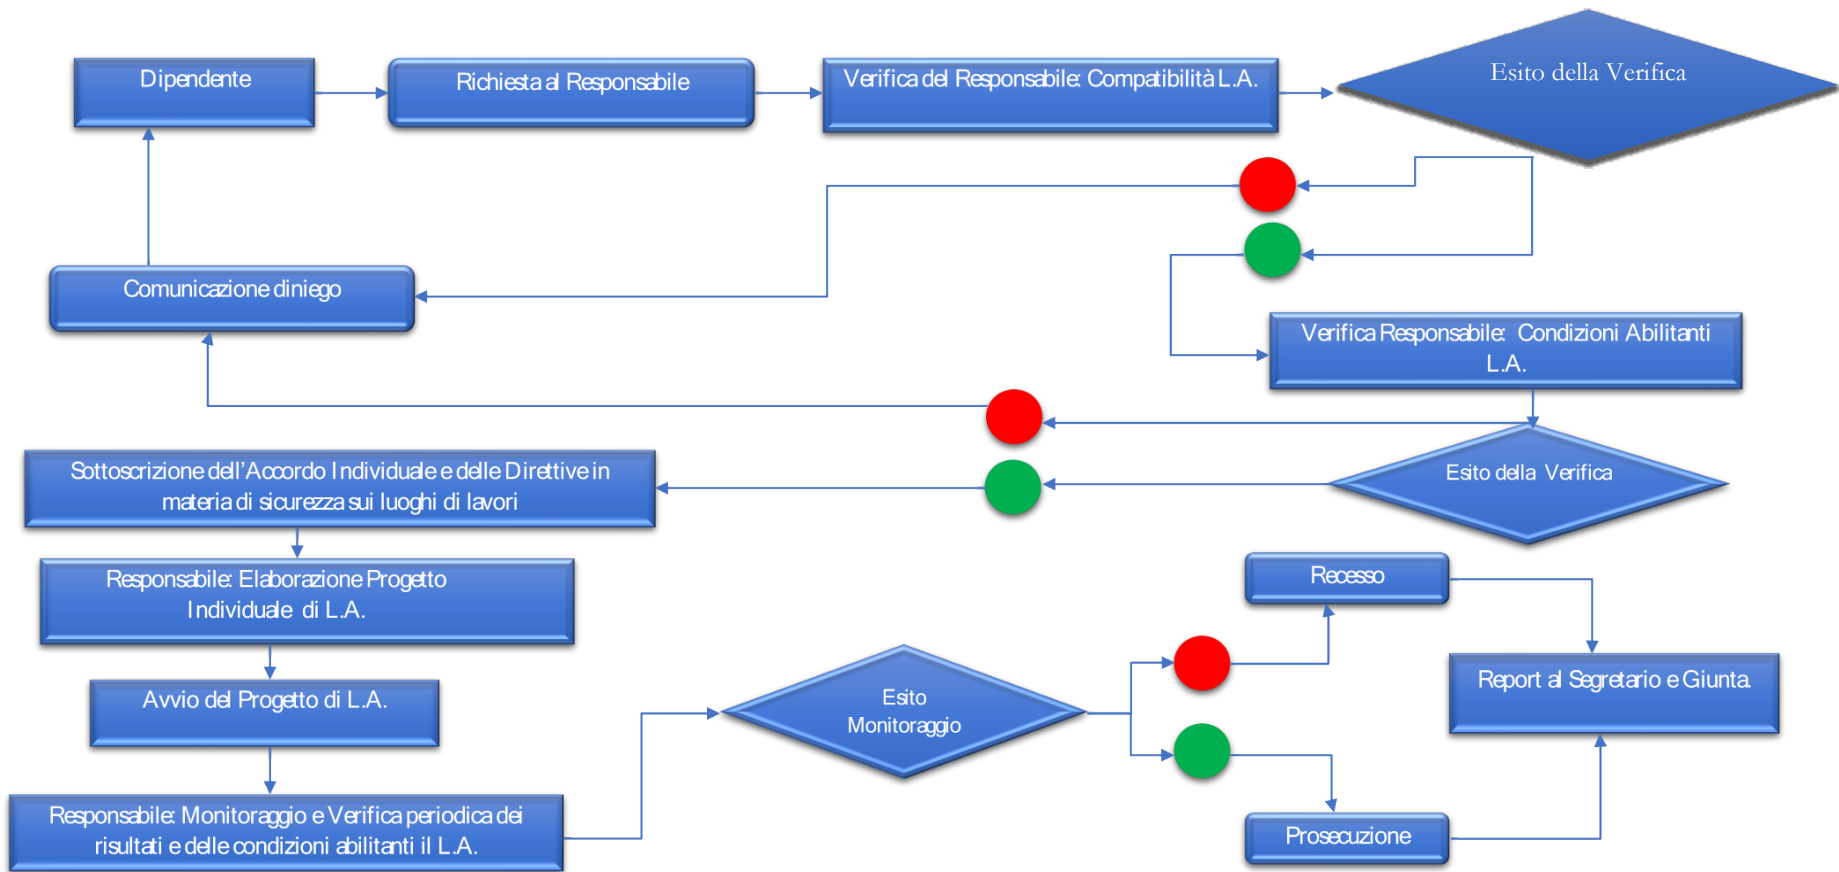 Dipendente
Richiesta al Responsabile
Verifica del Responsabile: Compatibilità L.A.
Esito della Verifica
Comunicazione diniego
Verifica Responsabile: Condizioni Abilitanti
L.A.
Esito della Verifica
Sottoscrizione dell'Accordo Individuale e delle Direttive in
materia di sicurezza sui luoghi di lavori
Responsabile: Elaborazione Progetto
Individuale di L.A.
Avvio del Progetto di L.A.
Responsabile: Monitoraggio e Verifica periodica dei
risultati e delle condizioni abilitanti il L.A.
Esito
Monitoraggio
Recesso
Prosecuzione
Report al Segretario e Giunta.